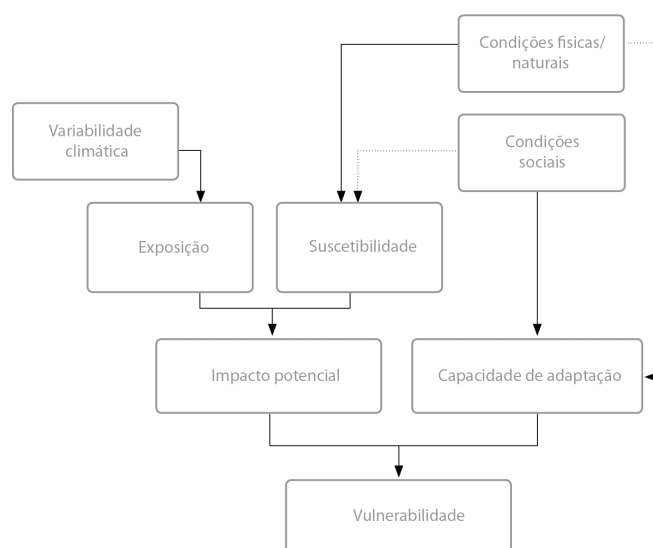 Condições fisicas/
naturais
Variabilidade
climática
Condições
sociais
Exposição
Suscetibilidade
Impacto potencial
Capacidade de adaptação
Vulnerabilidade